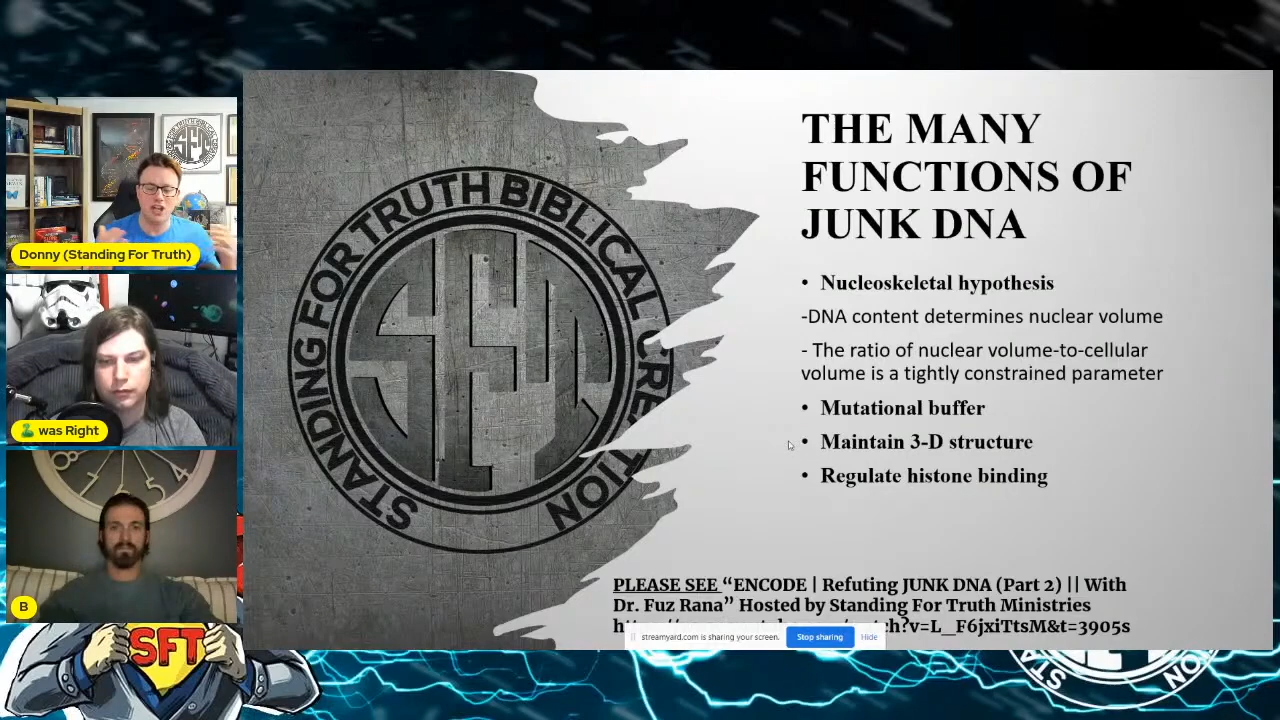 Donny (Standing For Truth)
was Right
B
STANDING FOR TRUTH BIBLICAL CREATION
SFTC
THE MANY
FUNCTIONS OF
JUNK DNA
• Nucleoskeletal hypothesis
-DNA content determines nuclear volume
- The ratio of nuclear volume-to-cellular
volume is a tightly constrained parameter
• Mutational buffer
• Maintain 3-D structure
• Regulate histone binding
PLEASE SEE “ENCODE | Refuting JUNK DNA (Part 2) || With
Dr. Fuz Rana” Hosted by Standing For Truth Ministries
ch?v=L_F6jxiTtsM&t=3905s
streamyard.com is sharing your screen.
Stop sharing
Hide
SFT